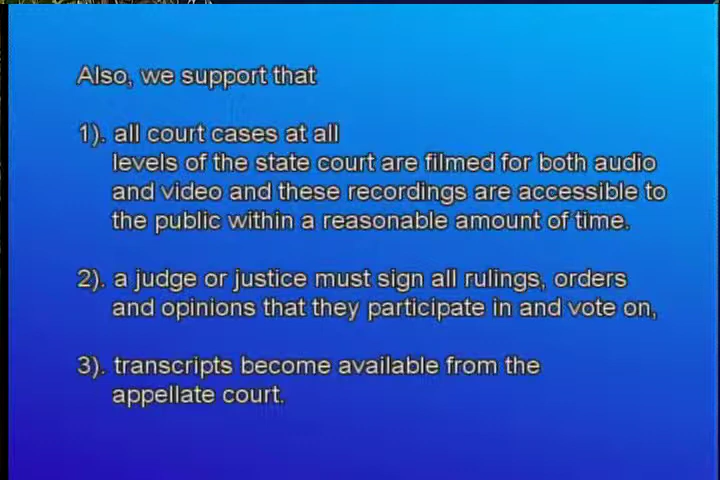 Also, we support that
1). all court cases at all
levels of the state court are filmed for both audio
and video and these recordings are accessible to
the public within a reasonable amount of time.
2). a judge or justice must sign all rulings, orders
and opinions that they participate in and vote on,
3). transcripts become available from the
appellate court.